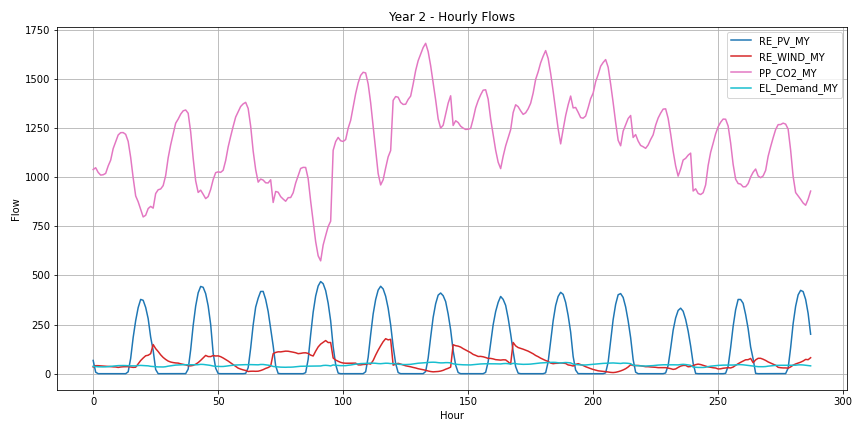 Year 2 - Hourly Flows
1750
1500
1250
1000
750
500
250
0
Flow
RE_PV_MY
RE_WIND_MY
PP_CO2_MY
EL_Demand_MY
0 50 100 150 200 250 300
Hour